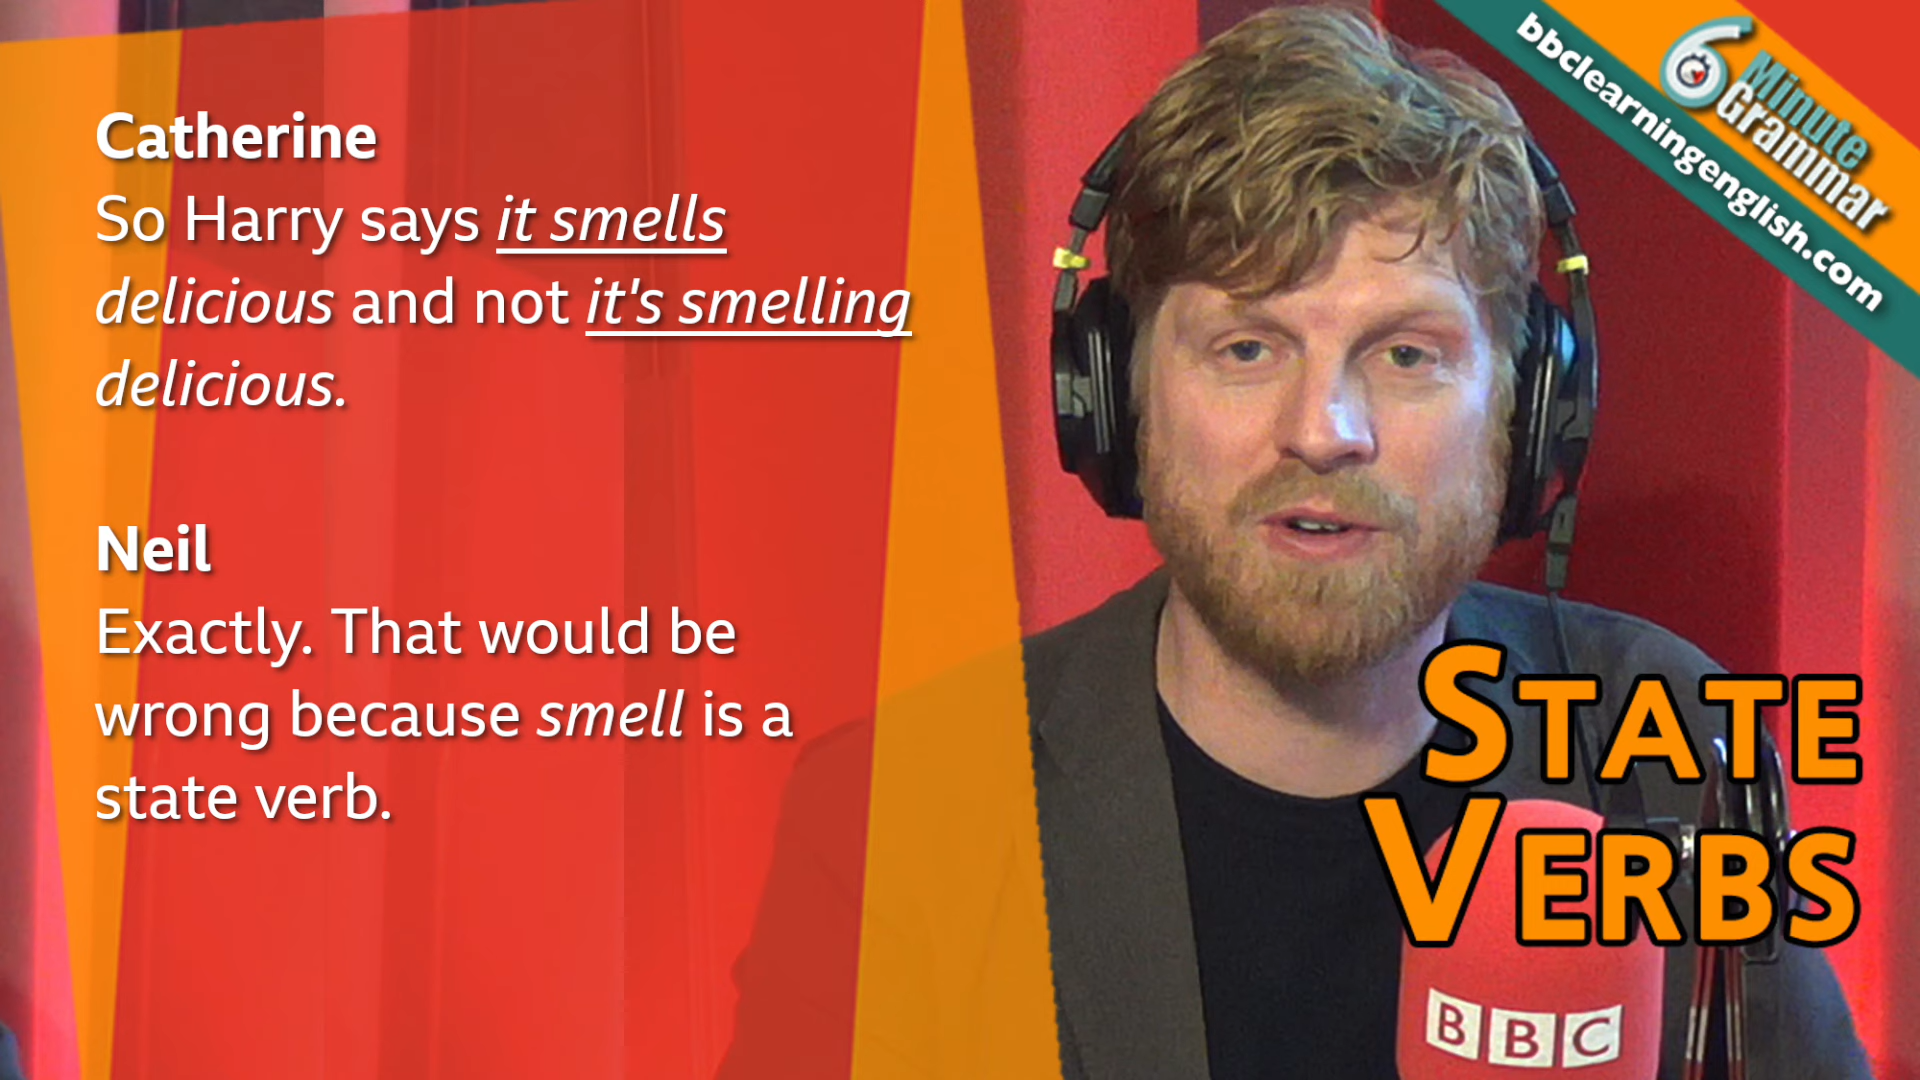 Catherine
So Harry says it smells
delicious and not it's smelling
delicious.
Neil
Exactly. That would be
wrong because smell is a
state verb.
6 Minute
Grammar
bbclearningenglish.com
STATE
VERBS
BBC